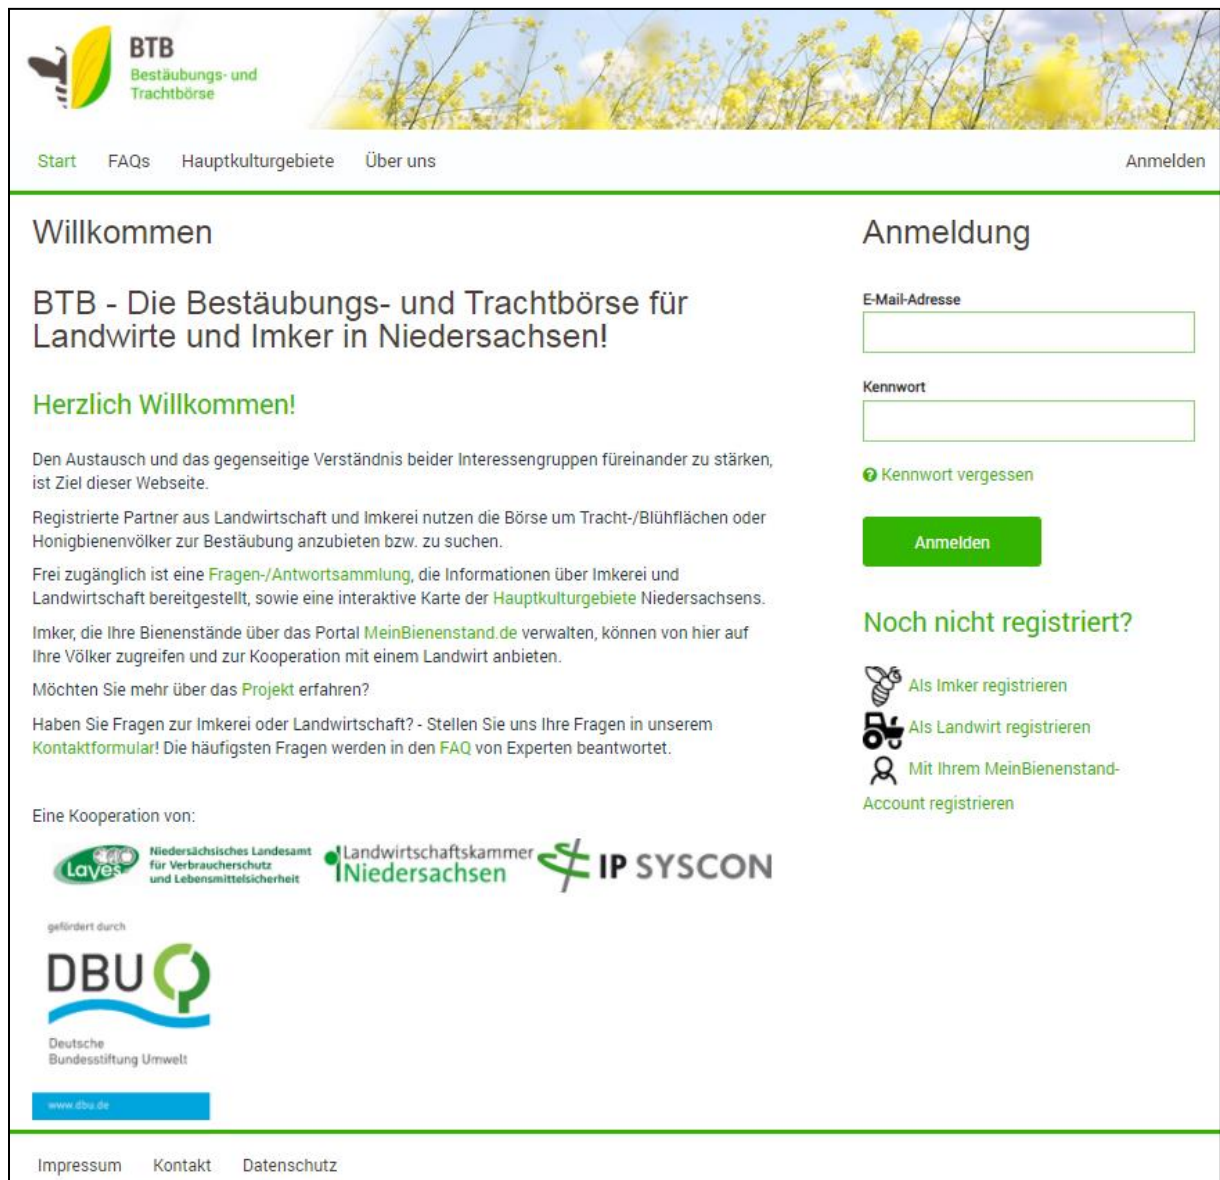 BTB
Bestäubungs- und
Trachtbörse
Start FAQs Hauptkulturgebiete Über uns Anmelden
Willkommen
BTB - Die Bestäubungs- und Trachtbörse für
Landwirte und Imker in Niedersachsen!
Herzlich Willkommen!
Den Austausch und das gegenseitige Verständnis beider Interessengruppen füreinander zu stärken,
ist Ziel dieser Webseite.
Registrierte Partner aus Landwirtschaft und Imkerei nutzen die Börse um Tracht-/Blühflächen oder
Honigbienenvölker zur Bestäubung anzubieten bzw. zu suchen.
Frei zugänglich ist eine Fragen-/Antwortsammlung, die Informationen über Imkerei und
Landwirtschaft bereitgestellt, sowie eine interaktive Karte der Hauptkulturgebiete Niedersachsens.
Imker, die Ihre Bienenstände über das Portal MeinBienenstand.de verwalten, können von hier auf
Ihre Völker zugreifen und zur Kooperation mit einem Landwirt anbieten.
Möchten Sie mehr über das Projekt erfahren?
Haben Sie Fragen zur Imkerei oder Landwirtschaft? - Stellen Sie uns Ihre Fragen in unserem
Kontaktformular! Die häufigsten Fragen werden in den FAQ von Experten beantwortet.
Eine Kooperation von:
Laves
Niedersächsisches Landesamt
für Verbraucherschutz
und Lebensmittelsicherheit
Landwirtschaftskammer
Niedersachsen
IP SYSCON
gefördert durch
DBU
Deutsche
Bundesstiftung Umwelt
www.dbu.de
Anmeldung
E-Mail-Adresse
Kennwort
Kennwort vergessen
Anmelden
Noch nicht registriert?
Als Imker registrieren
Als Landwirt registrieren
Mit Ihrem MeinBienenstand-
Account registrieren
Impressum Kontakt Datenschutz